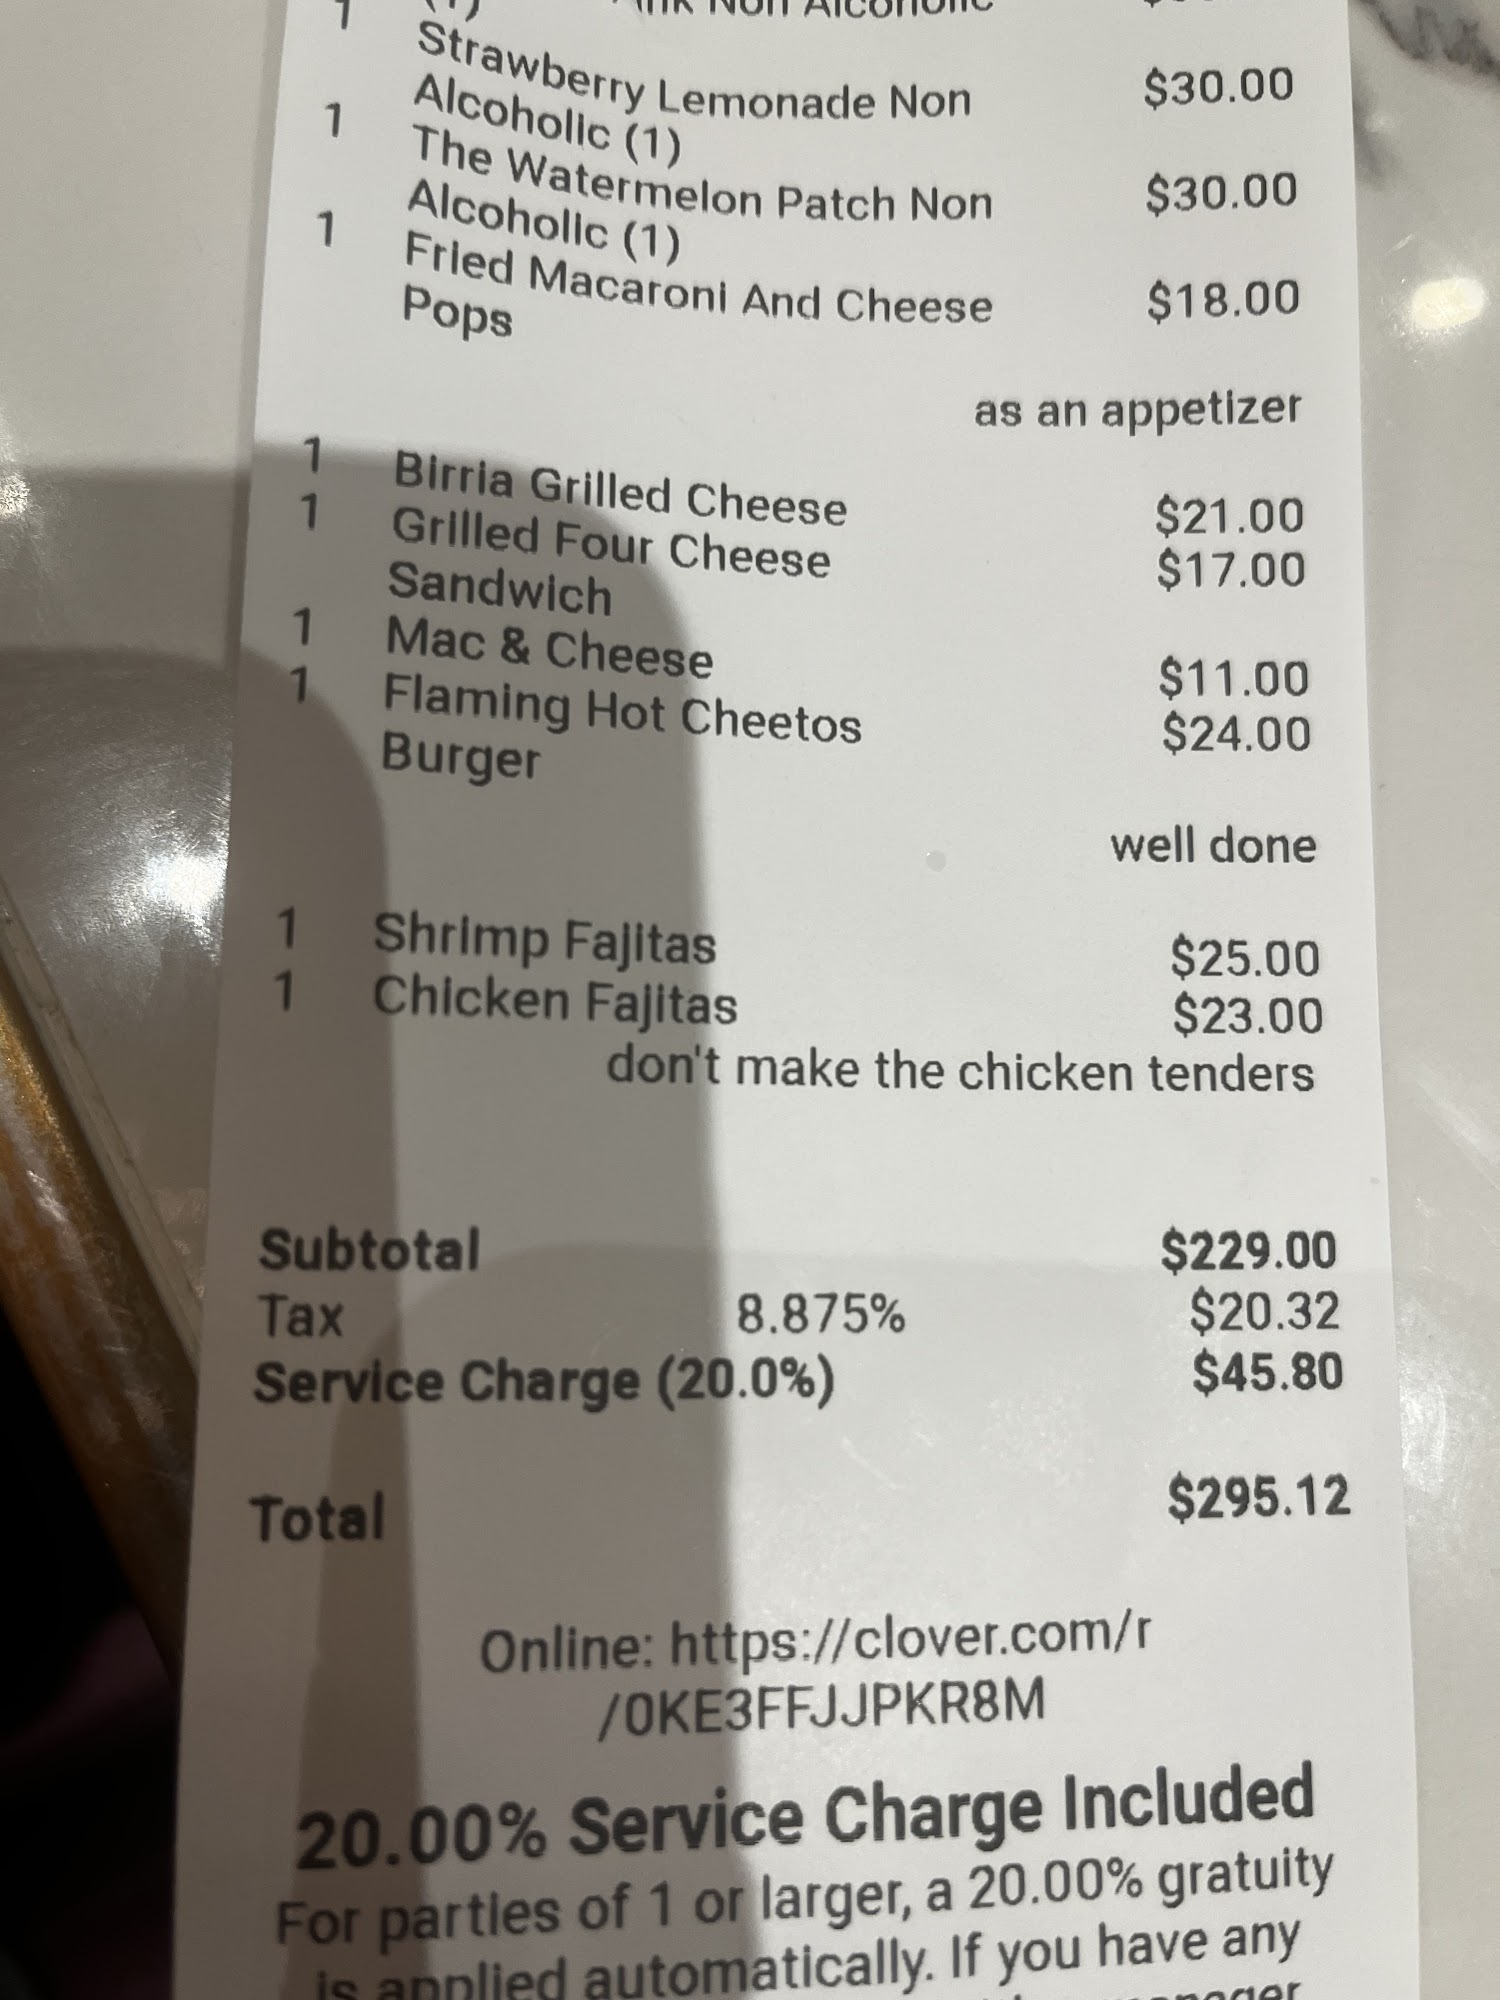 Non Alcoholic
1 Strawberry Lemonade Non $30.00
Alcoholic (1)
1 The Watermelon Patch Non $30.00
Alcoholic (1)
1 Fried Macaroni And Cheese $18.00
Pops
as an appetizer
1 Birria Grilled Cheese $21.00
1 Grilled Four Cheese $17.00
Sandwich
1 Mac & Cheese $11.00
1 Flaming Hot Cheetos $24.00
Burger
well done
1 Shrimp Fajitas $25.00
1 Chicken Fajitas $23.00
don't make the chicken tenders
Subtotal $229.00
Tax 8.875% $20.32
Service Charge (20.0%) $45.80
Total $295.12
Online: https://clover.com/r
/0KE3FFJJPKR8M
20.00% Service Charge Included
For parties of 1 or larger, a 20.00% gratuity
is applied automatically. If you have any